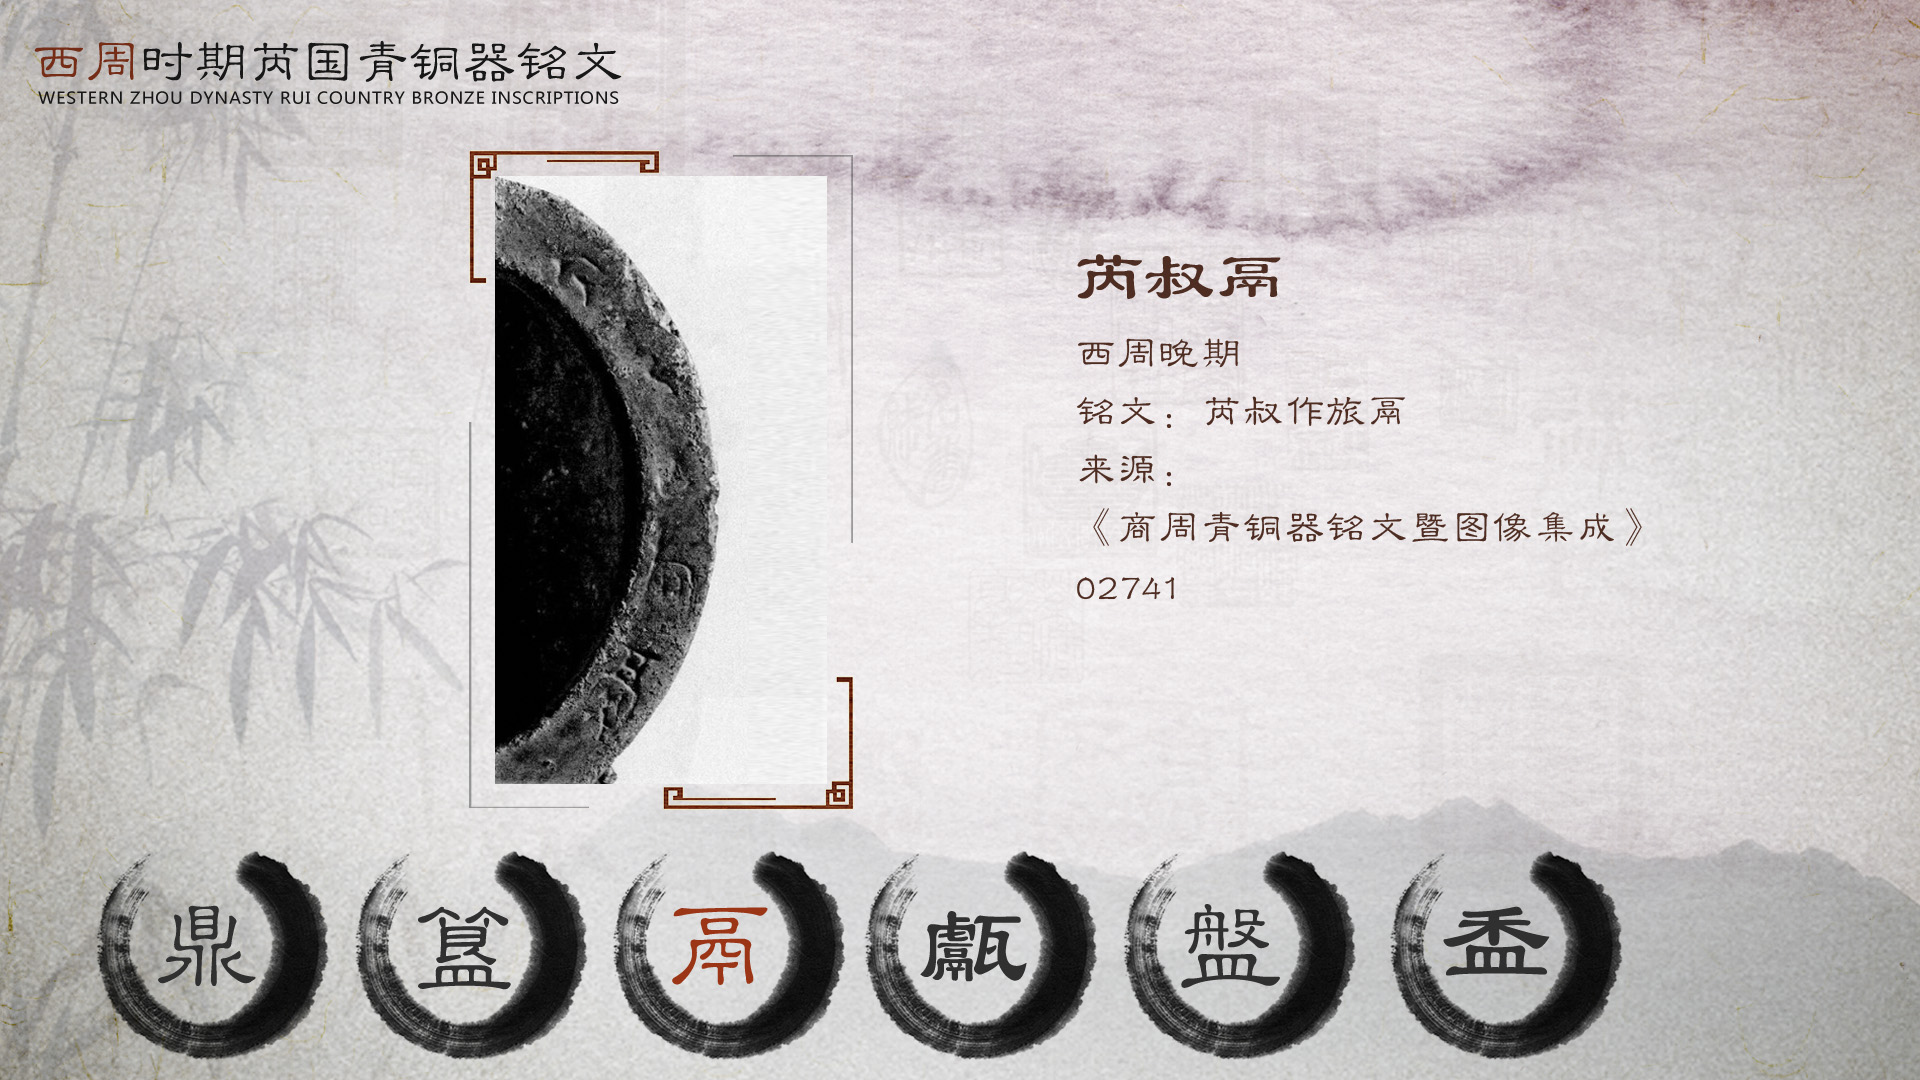 西周时期芮国青铜器铭文
WESTERN ZHOU DYNASTY RUI COUNTRY BRONZE INSCRIPTIONS
芮叔鬲
西周晚期
铭文：芮叔作旅鬲
来源：
《商周青铜器铭文暨图像集成》
02741
鼎 簋 鬲 甗 盤 盉